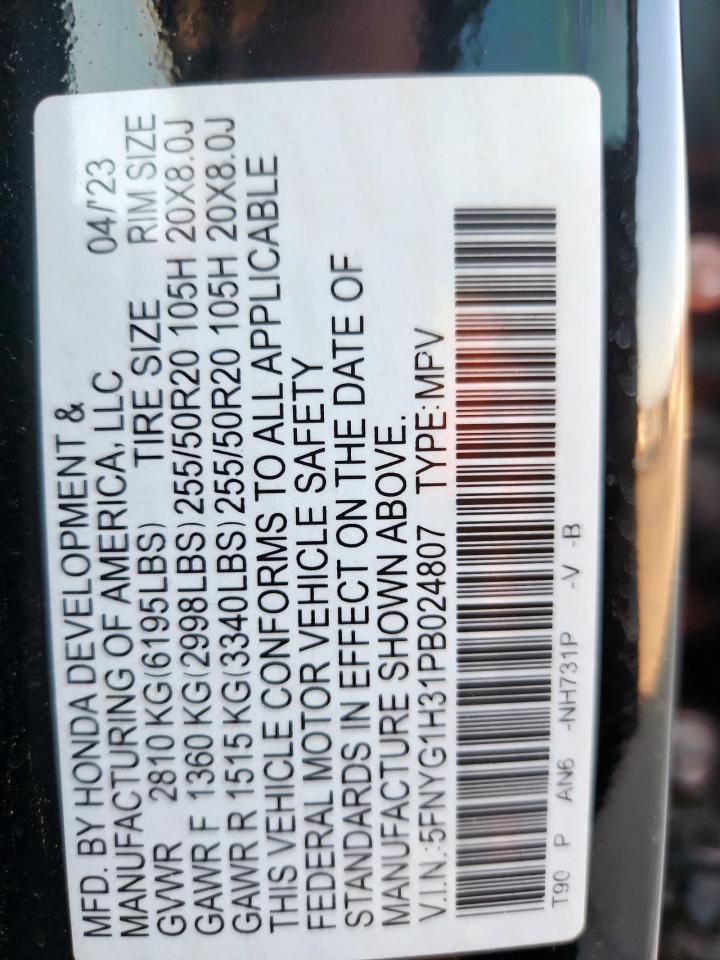 MFD. BY HONDA DEVELOPMENT & 04/'23
MANUFACTURING OF AMERICA, LLC TIRE SIZE RIM SIZE
GVWR 2810 KG(6195LBS)
GAWR F 1360 KG(2998LBS) 255/50R20 105H 20X8.0J
GAWR R 1515 KG(3340LBS) 255/50R20 105H 20X8.0J
THIS VEHICLE CONFORMS TO ALL APPLICABLE
FEDERAL MOTOR VEHICLE SAFETY
STANDARDS IN EFFECT ON THE DATE OF
MANUFACTURE SHOWN ABOVE.
V.I.N.:5FNYG1H31PB024807 TYPE:MPV
T90 P AN6 -NH731P -V -B